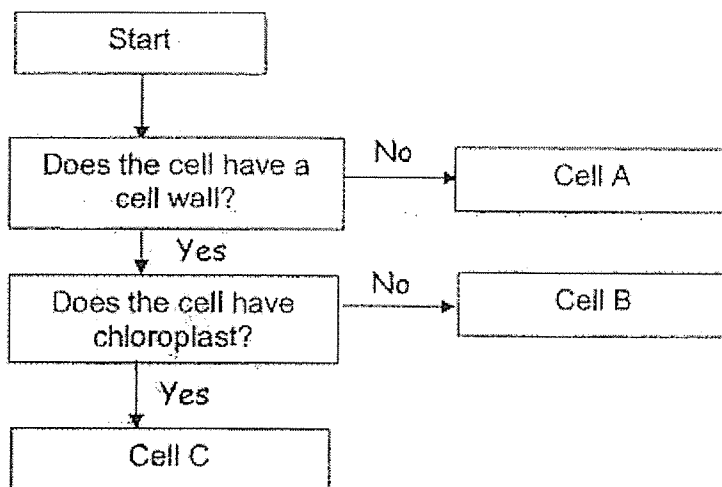 Start
Does the cell have a
cell wall?
No
Cell A
Yes
Does the cell have
chloroplast?
No
Cell B
Yes
Cell C